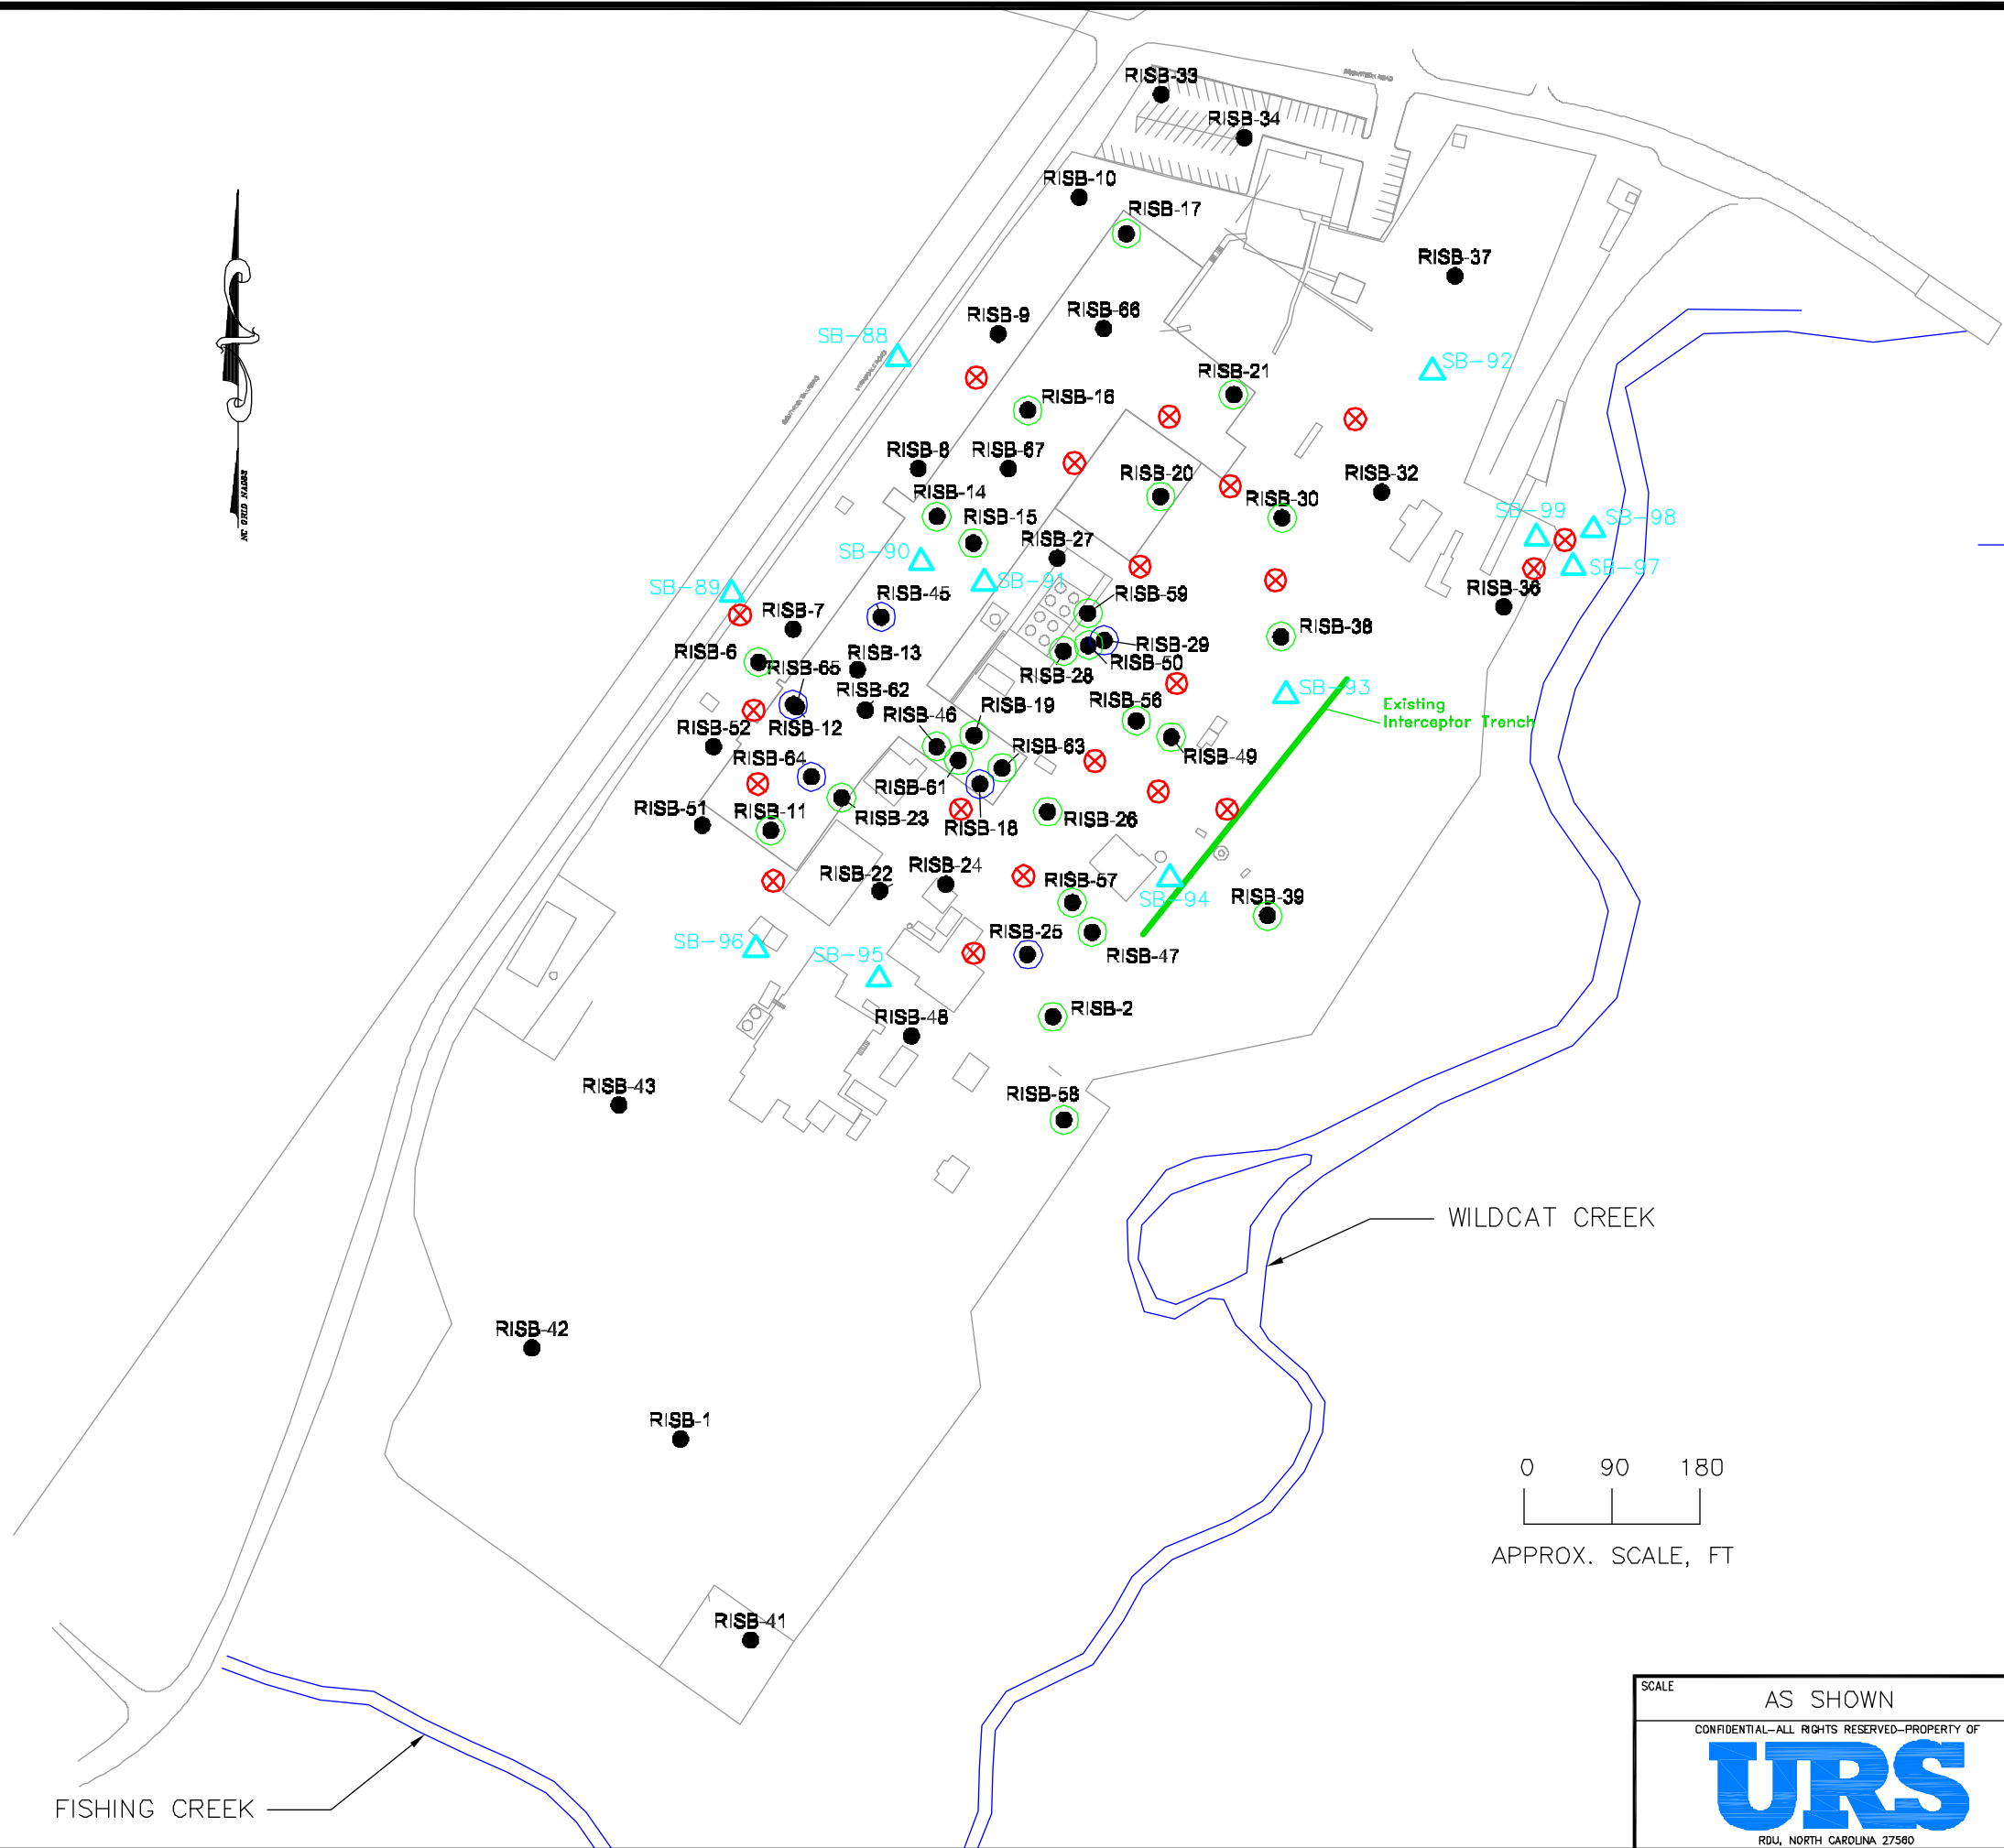 RISB-33
RISB-34
RISB-10
RISB-17
RISB-37
RISB-9
RISB-66
SB-88
SB-92
RISB-21
RISB-16
RISB-8
RISB-67
RISB-20
RISB-32
RISB-14
RISB-30
RISB-15
SB-99
SB-98
RISB-27
SB-90
SB-91
SB-97
SB-89
RISB-45
RISB-59
RISB-36
RISB-7
RISB-38
RISB-6
RISB-65
RISB-13
RISB-29
RISB-50
RISB-28
RISB-62
SB-93
RISB-56
Existing
Interceptor Trench
RISB-46
RISB-19
RISB-12
RISB-52
RISB-63
RISB-64
RISB-49
RISB-61
RISB-51
RISB-11
RISB-23
RISB-18
RISB-26
RISB-22
RISB-24
RISB-57
SB-94
RISB-39
RISB-25
SB-96
SB-95
RISB-47
RISB-2
RISB-48
RISB-43
RISB-58
WILDCAT CREEK
RISB-42
RISB-1
0 90 180
APPROX. SCALE, FT
RISB-41
FISHING CREEK
NC GRID NAD83
SCALE
AS SHOWN
CONFIDENTIAL-ALL RIGHTS RESERVED-PROPERTY OF
URS
RDU, NORTH CAROLINA 27560